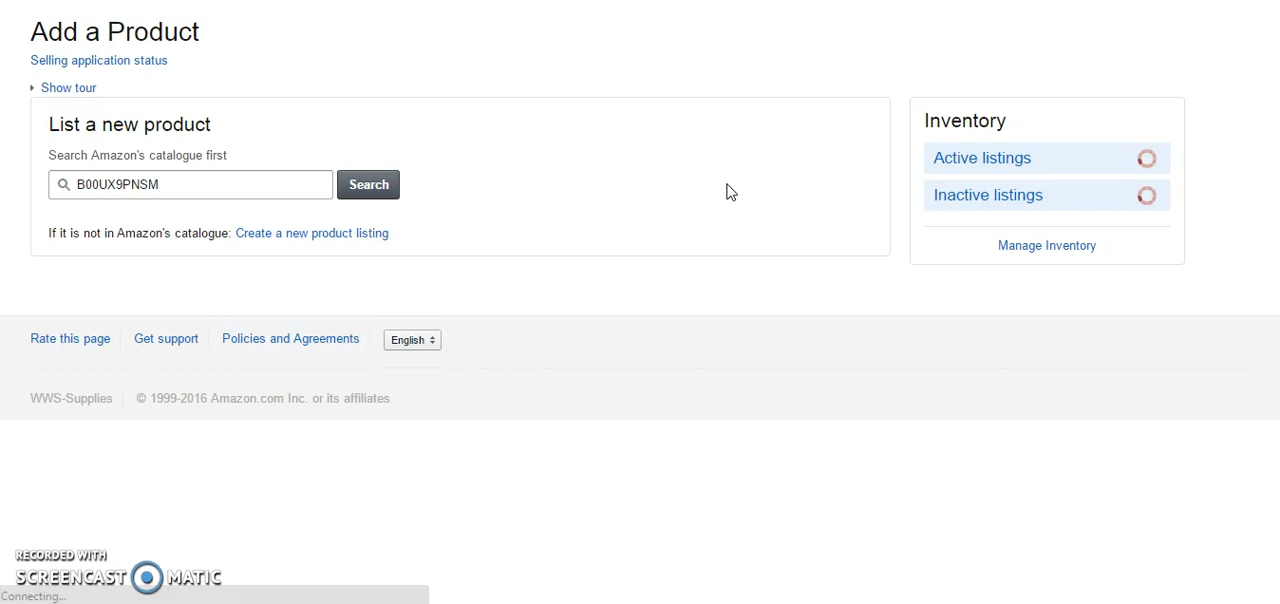 Add a Product
Selling application status
Show tour
List a new product
Search Amazon's catalogue first
B00UX9PNSM
Search
If it is not in Amazon's catalogue: Create a new product listing
Inventory
Active listings
Inactive listings
Manage Inventory
Rate this page
Get support
Policies and Agreements
English
WWS-Supplies
© 1999-2016 Amazon.com Inc. or its affiliates
RECORDED WITH
SCREENCAST MATIC
Connecting...